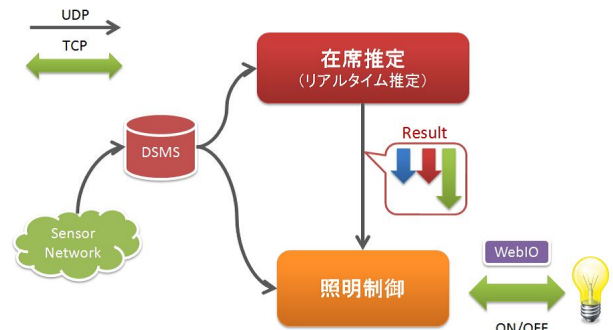 UDP
TCP
在席推定
(リアルタイム推定)
DSMS
Result
Sensor
Network
照明制御
WebIO
ON/OFF